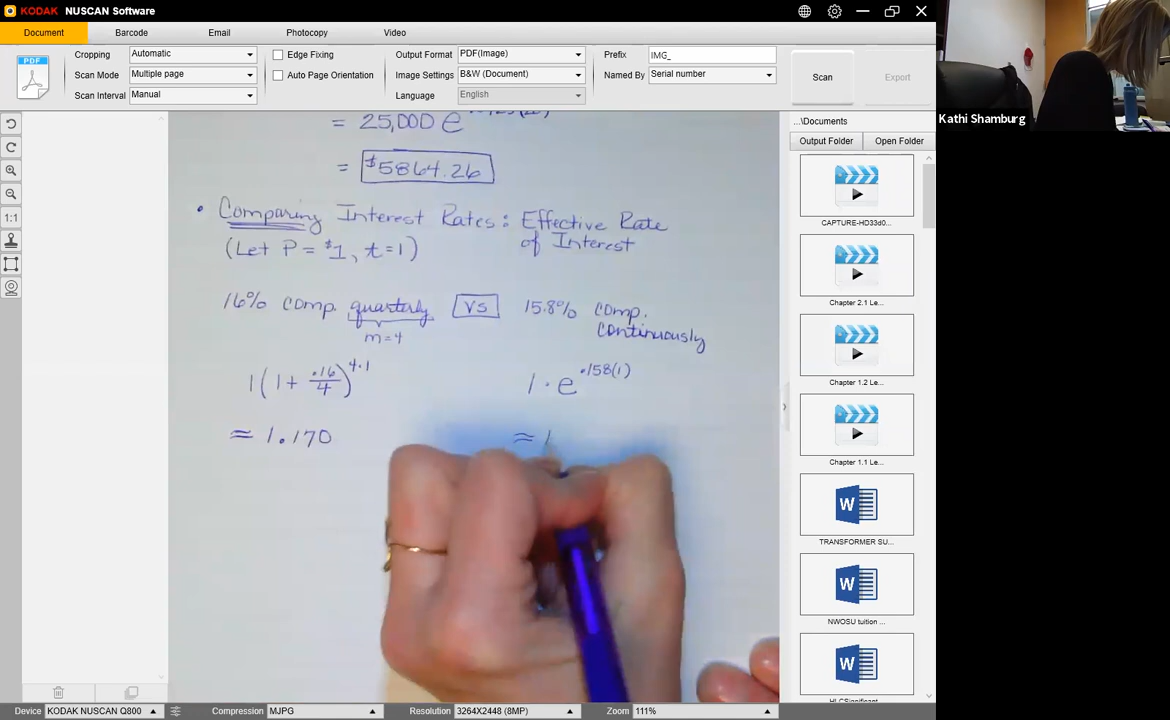 KODAK NUSCAN Software
Document Barcode Email Photocopy Video
Cropping Automatic
Scan Mode Multiple page
Scan Interval Manual
Edge Fixing
Auto Page Orientation
Output Format PDF(Image)
Image Settings B&W (Document)
Language English
Prefix IMG_
Named By Serial number
Scan
Export
PDF
1:1
= 25,000 e
= $5864.26
• Comparing Interest Rates: Effective Rate
(Let P = $1, t=1) of Interest
16% comp. quarterly VS 15.8% comp.
continuously
m=4
1(1+ .16/4)^4·1 1·e^.158(1)
≈ 1.170 ≈ 1
...\Documents
Output Folder Open Folder
CAPTURE-HD33d0...
Chapter 2.1 Le...
Chapter 1.2 Le...
Chapter 1.1 Le...
TRANSFORMER SU...
NWOSU tuition ...
HLCSignificant
Kathi Shamburg
Device KODAK NUSCAN Q800 Compression MJPG Resolution 3264X2448 (8MP) Zoom 111%